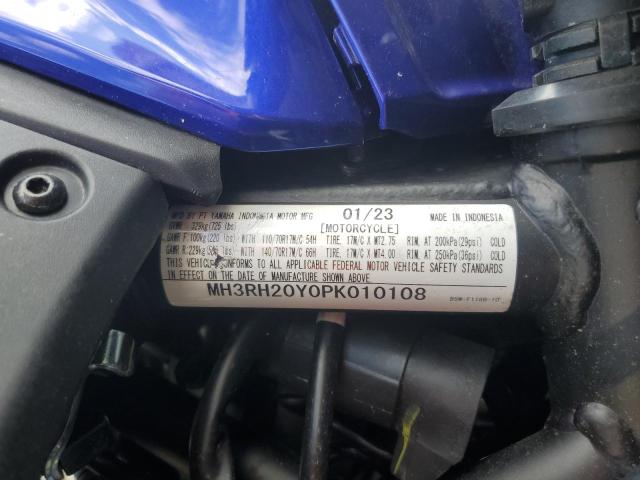 MFD BY PT YAMAHA INDONESIA MOTOR MFG 01/23 MADE IN INDONESIA
GVWR 329kg(725 lbs) [MOTORCYCLE]
GAWR F:100kg(220 lbs)WITH 110/70R17M/C 54H TIRE, 17M/C X MT2.75 RIM, AT 200kPa(29psi) COLD
GAWR R:229kg( lbs)WITH 140/70R17M/C 66H TIRE, 17M/C X MT4.00 RIM, AT 250kPa(36psi) COLD
THIS VEHICLE CONFORMS TO ALL APPLICABLE FEDERAL MOTOR VEHICLE SAFETY STANDARDS
IN EFFECT ON THE DATE OF MANUFACTURE SHOWN ABOVE
MH3RH20Y0PK010108